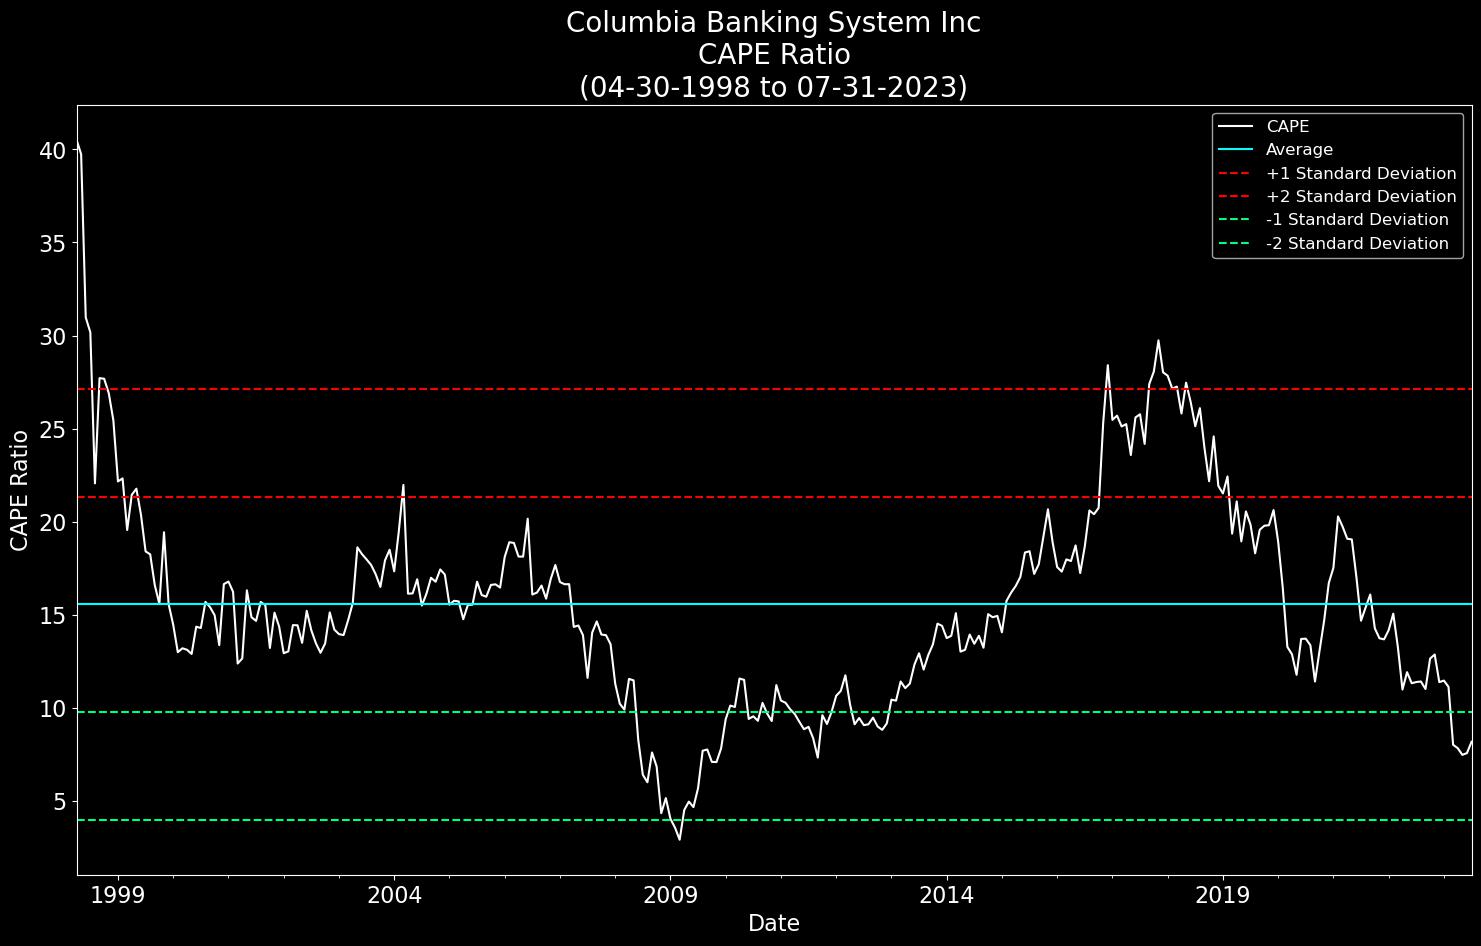 Columbia Banking System Inc
CAPE Ratio
(04-30-1998 to 07-31-2023)
CAPE
Average
+1 Standard Deviation
+2 Standard Deviation
-1 Standard Deviation
-2 Standard Deviation
CAPE Ratio
40
35
30
25
20
15
10
5
1999
2004
2009
2014
2019
Date